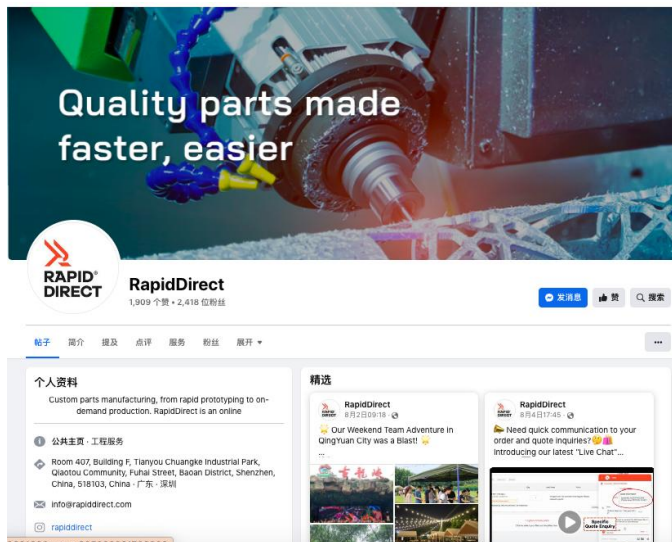 Quality parts made
faster, easier
RAPID®
DIRECT
RapidDirect
1,909 个赞 • 2,418 位粉丝
发消息
赞
搜索
帖子
简介
提及
点评
服务
粉丝
展开
个人资料
Custom parts manufacturing, from rapid prototyping to on-
demand production. RapidDirect is an online
公共主页 · 工程服务
Room 407, Building F, Tianyou Chuangke Industrial Park,
Qiaotou Community, Fuhai Street, Baoan District, Shenzhen,
China, 518103, China · 广东 · 深圳
info@rapiddirect.com
rapiddirect
精选
RapidDirect
8月2日09:18 ·
Our Weekend Team Adventure in
QingYuan City was a Blast!
...
RapidDirect
8月4日17:45 ·
Need quick communication to your
order and quote inquiries?
Introducing our latest "Live Chat"...
Specific
Quote Enquiry